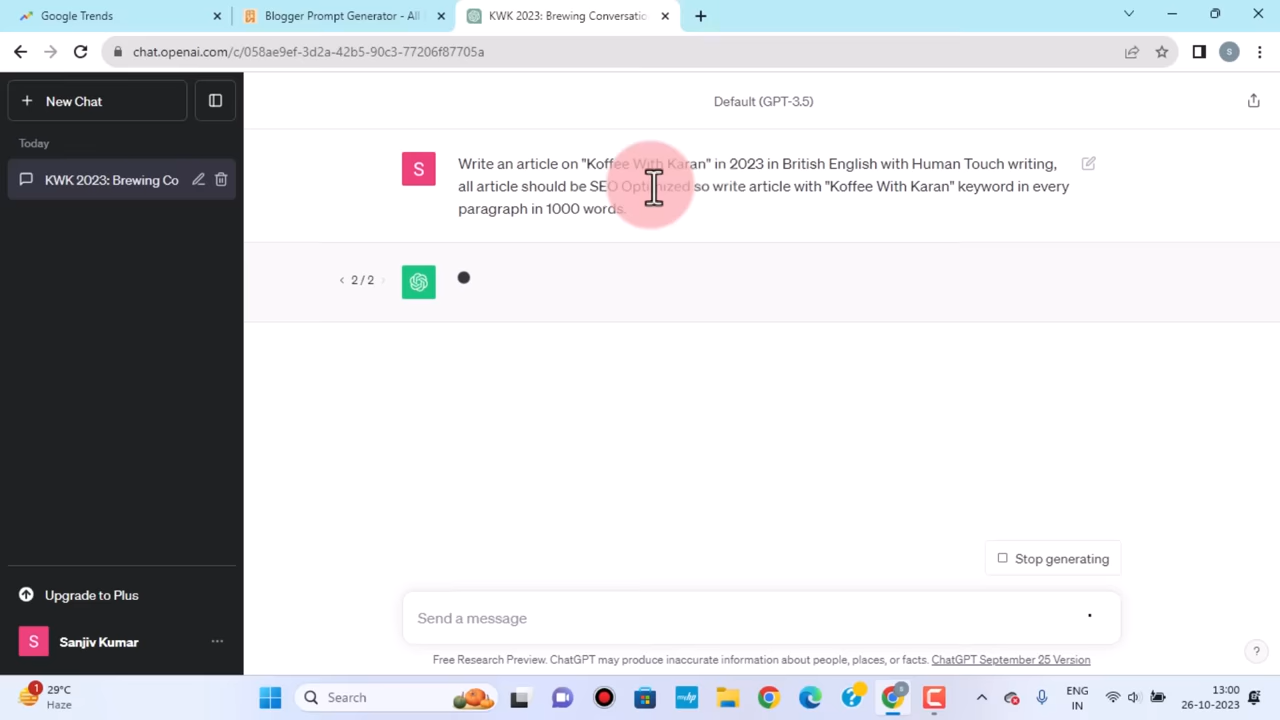 Google Trends
Blogger Prompt Generator - All
KWK 2023: Brewing Conversatio
chat.openai.com/c/058ae9ef-3d2a-42b5-90c3-77206f87705a
S
New Chat
Default (GPT-3.5)
Today
KWK 2023: Brewing Co
S
Write an article on "Koffee With Karan" in 2023 in British English with Human Touch writing,
all article should be SEO Optimized so write article with "Koffee With Karan" keyword in every
paragraph in 1000 words.
2 / 2
Stop generating
Upgrade to Plus
Send a message
S
Sanjiv Kumar
Free Research Preview. ChatGPT may produce inaccurate information about people, places, or facts. ChatGPT September 25 Version
?
1
29°C
Haze
Search
ENG
IN
13:00
26-10-2023